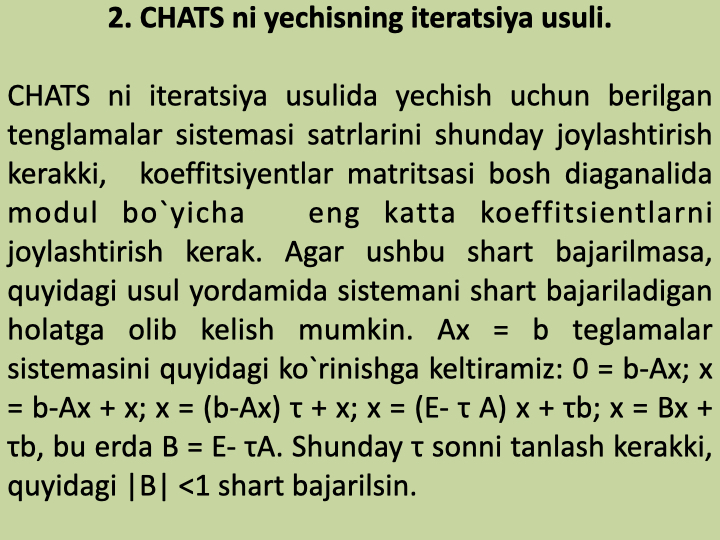 2. CHATS ni yechisning iteratsiya usuli.
CHATS ni iteratsiya usulida yechish uchun berilgan
tenglamalar sistemasi satrlarini shunday joylashtirish
kerakki, koeffitsiyentlar matritsasi bosh diaganalida
modul bo`yicha eng katta koeffitsientlarni
joylashtirish kerak. Agar ushbu shart bajarilmasa,
quyidagi usul yordamida sistemani shart bajariladigan
holatga olib kelish mumkin. Ax = b teglamalar
sistemasini quyidagi ko`rinishga keltiramiz: 0 = b-Ax; x
= b-Ax + x; x = (b-Ax) τ + x; x = (E- τ A) x + τb; x = Bx +
τb, bu erda B = E- τA. Shunday τ sonni tanlash kerakki,
quyidagi |B| <1 shart bajarilsin.